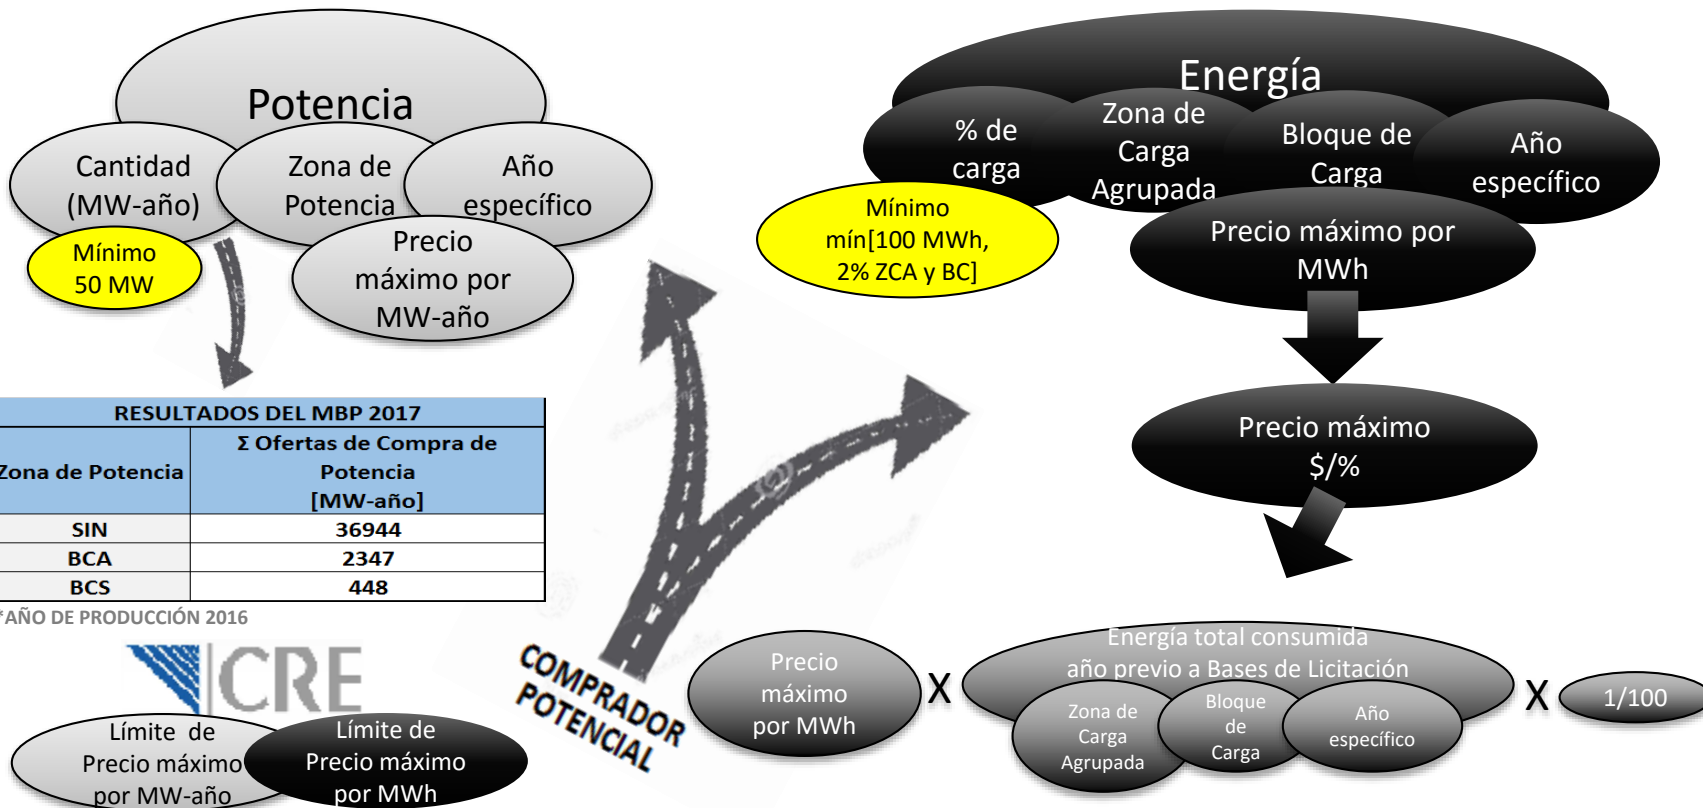 Potencia
Cantidad
(MW-año)
Zona de
Potencia
Año
específico
Mínimo
50 MW
Precio
máximo por
MW-año
Energía
% de
carga
Zona de
Carga
Agrupada
Bloque de
Carga
Año
específico
Mínimo
mín[100 MWh,
2% ZCA y BC]
Precio máximo por
MWh
Precio máximo
$/%
RESULTADOS DEL MBP 2017
Zona de Potencia
Σ Ofertas de Compra de
Potencia
[MW-año]
SIN 36944
BCA 2347
BCS 448
*AÑO DE PRODUCCIÓN 2016
CRE
Límite de
Precio máximo
por MW-año
Límite de
Precio máximo
por MWh
COMPRADOR
POTENCIAL
Precio
máximo
por MWh
X
Energía total consumida
año previo a Bases de Licitación
Zona de
Carga
Agrupada
Bloque
de
Carga
Año
específico
X
1/100